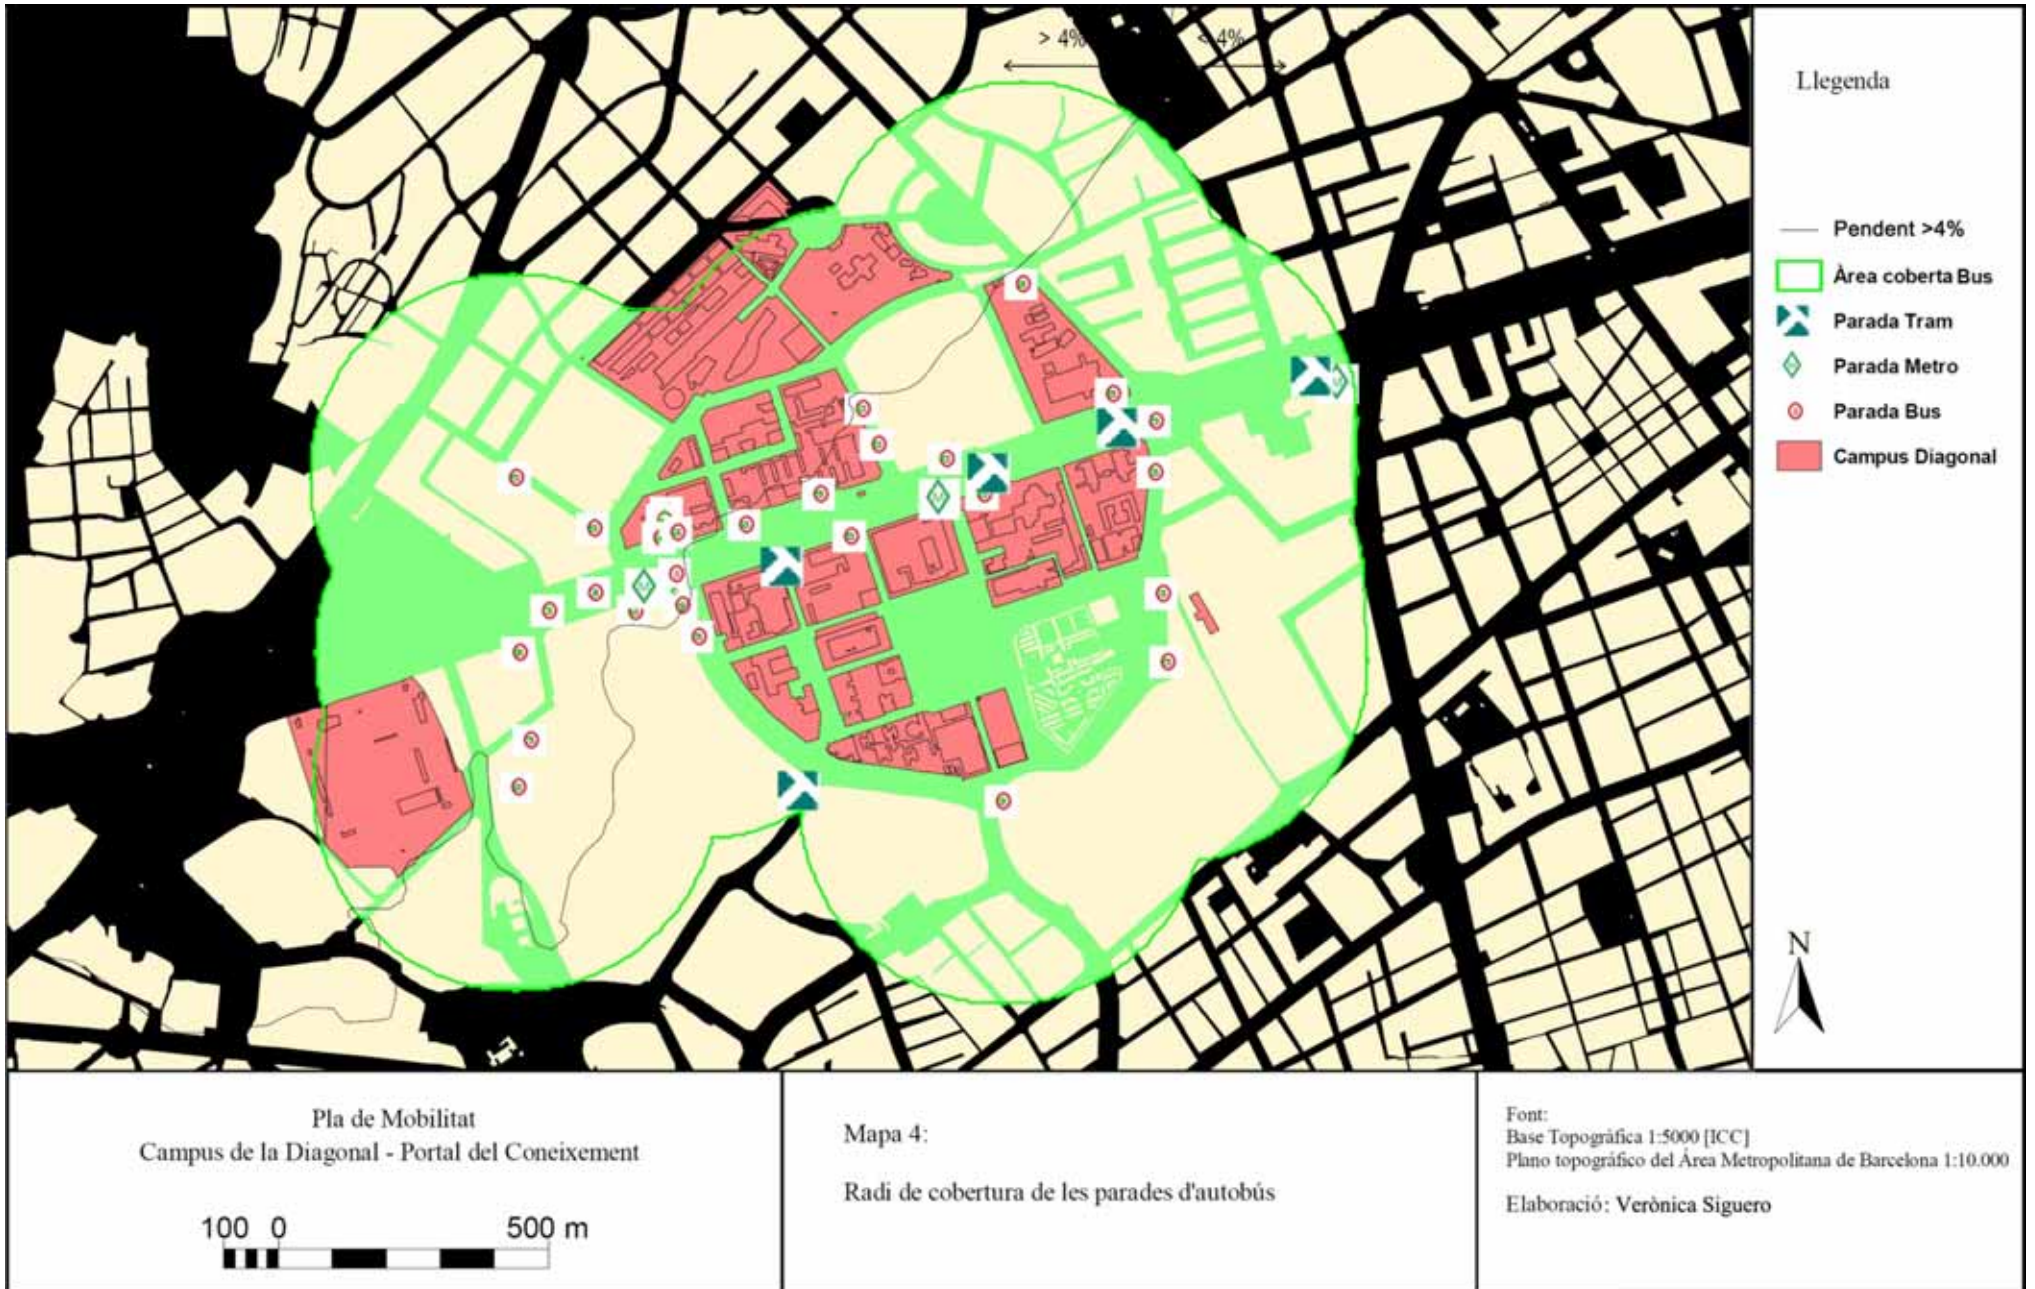 > 4%
< 4%
Llegenda
Pendent >4%
Àrea coberta Bus
Parada Tram
Parada Metro
Parada Bus
Campus Diagonal
N
Pla de Mobilitat
Campus de la Diagonal - Portal del Coneixement
100 0 500 m
Mapa 4:
Radi de cobertura de les parades d'autobús
Font:
Base Topogràfica 1:5000 [ICC]
Plano topográfico del Área Metropolitana de Barcelona 1:10.000
Elaboració: Verònica Siguero